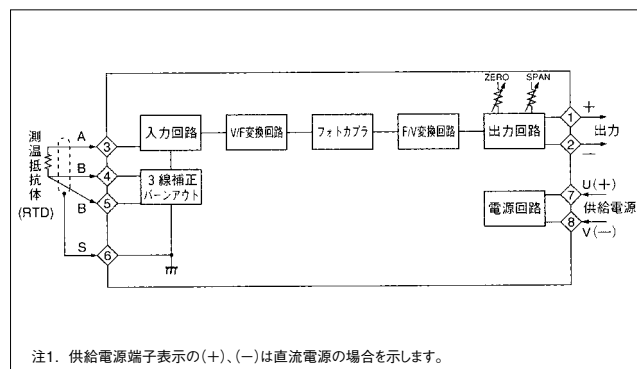 ZERO SPAN
測温抵抗体
(RTD)
A
B
B
S
3
4
5
6
入力回路
V/F変換回路
フォトカプラ
F/V変換回路
出力回路
3線補正
バーンアウト
電源回路
1
2
7
8
+
出力
—
U(+)
供給電源
V(—)
注1. 供給電源端子表示の(+)、(—)は直流電源の場合を示します。